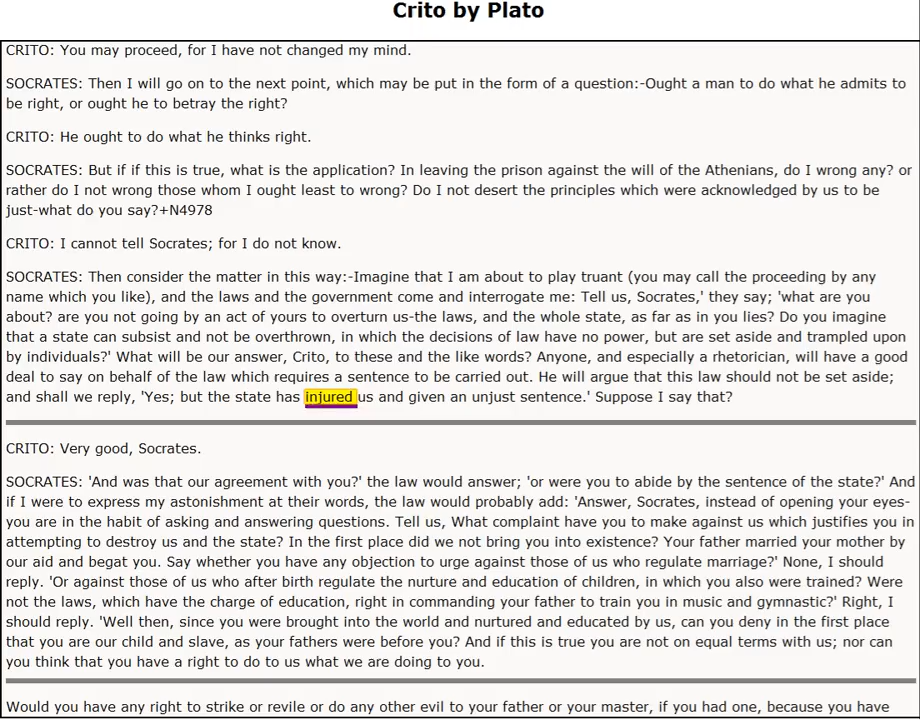 Crito by Plato
CRITO: You may proceed, for I have not changed my mind.
SOCRATES: Then I will go on to the next point, which may be put in the form of a question:-Ought a man to do what he admits to
be right, or ought he to betray the right?
CRITO: He ought to do what he thinks right.
SOCRATES: But if if this is true, what is the application? In leaving the prison against the will of the Athenians, do I wrong any? or
rather do I not wrong those whom I ought least to wrong? Do I not desert the principles which were acknowledged by us to be
just-what do you say?+N4978
CRITO: I cannot tell Socrates; for I do not know.
SOCRATES: Then consider the matter in this way:-Imagine that I am about to play truant (you may call the proceeding by any
name which you like), and the laws and the government come and interrogate me: Tell us, Socrates,' they say; 'what are you
about? are you not going by an act of yours to overturn us-the laws, and the whole state, as far as in you lies? Do you imagine
that a state can subsist and not be overthrown, in which the decisions of law have no power, but are set aside and trampled upon
by individuals?' What will be our answer, Crito, to these and the like words? Anyone, and especially a rhetorician, will have a good
deal to say on behalf of the law which requires a sentence to be carried out. He will argue that this law should not be set aside;
and shall we reply, 'Yes; but the state has injured us and given an unjust sentence.' Suppose I say that?
CRITO: Very good, Socrates.
SOCRATES: 'And was that our agreement with you?' the law would answer; 'or were you to abide by the sentence of the state?' And
if I were to express my astonishment at their words, the law would probably add: 'Answer, Socrates, instead of opening your eyes-
you are in the habit of asking and answering questions. Tell us, What complaint have you to make against us which justifies you in
attempting to destroy us and the state? In the first place did we not bring you into existence? Your father married your mother by
our aid and begat you. Say whether you have any objection to urge against those of us who regulate marriage?' None, I should
reply. 'Or against those of us who after birth regulate the nurture and education of children, in which you also were trained? Were
not the laws, which have the charge of education, right in commanding your father to train you in music and gymnastic?' Right, I
should reply. 'Well then, since you were brought into the world and nurtured and educated by us, can you deny in the first place
that you are our child and slave, as your fathers were before you? And if this is true you are not on equal terms with us; nor can
you think that you have a right to do to us what we are doing to you.
Would you have any right to strike or revile or do any other evil to your father or your master, if you had one, because you have